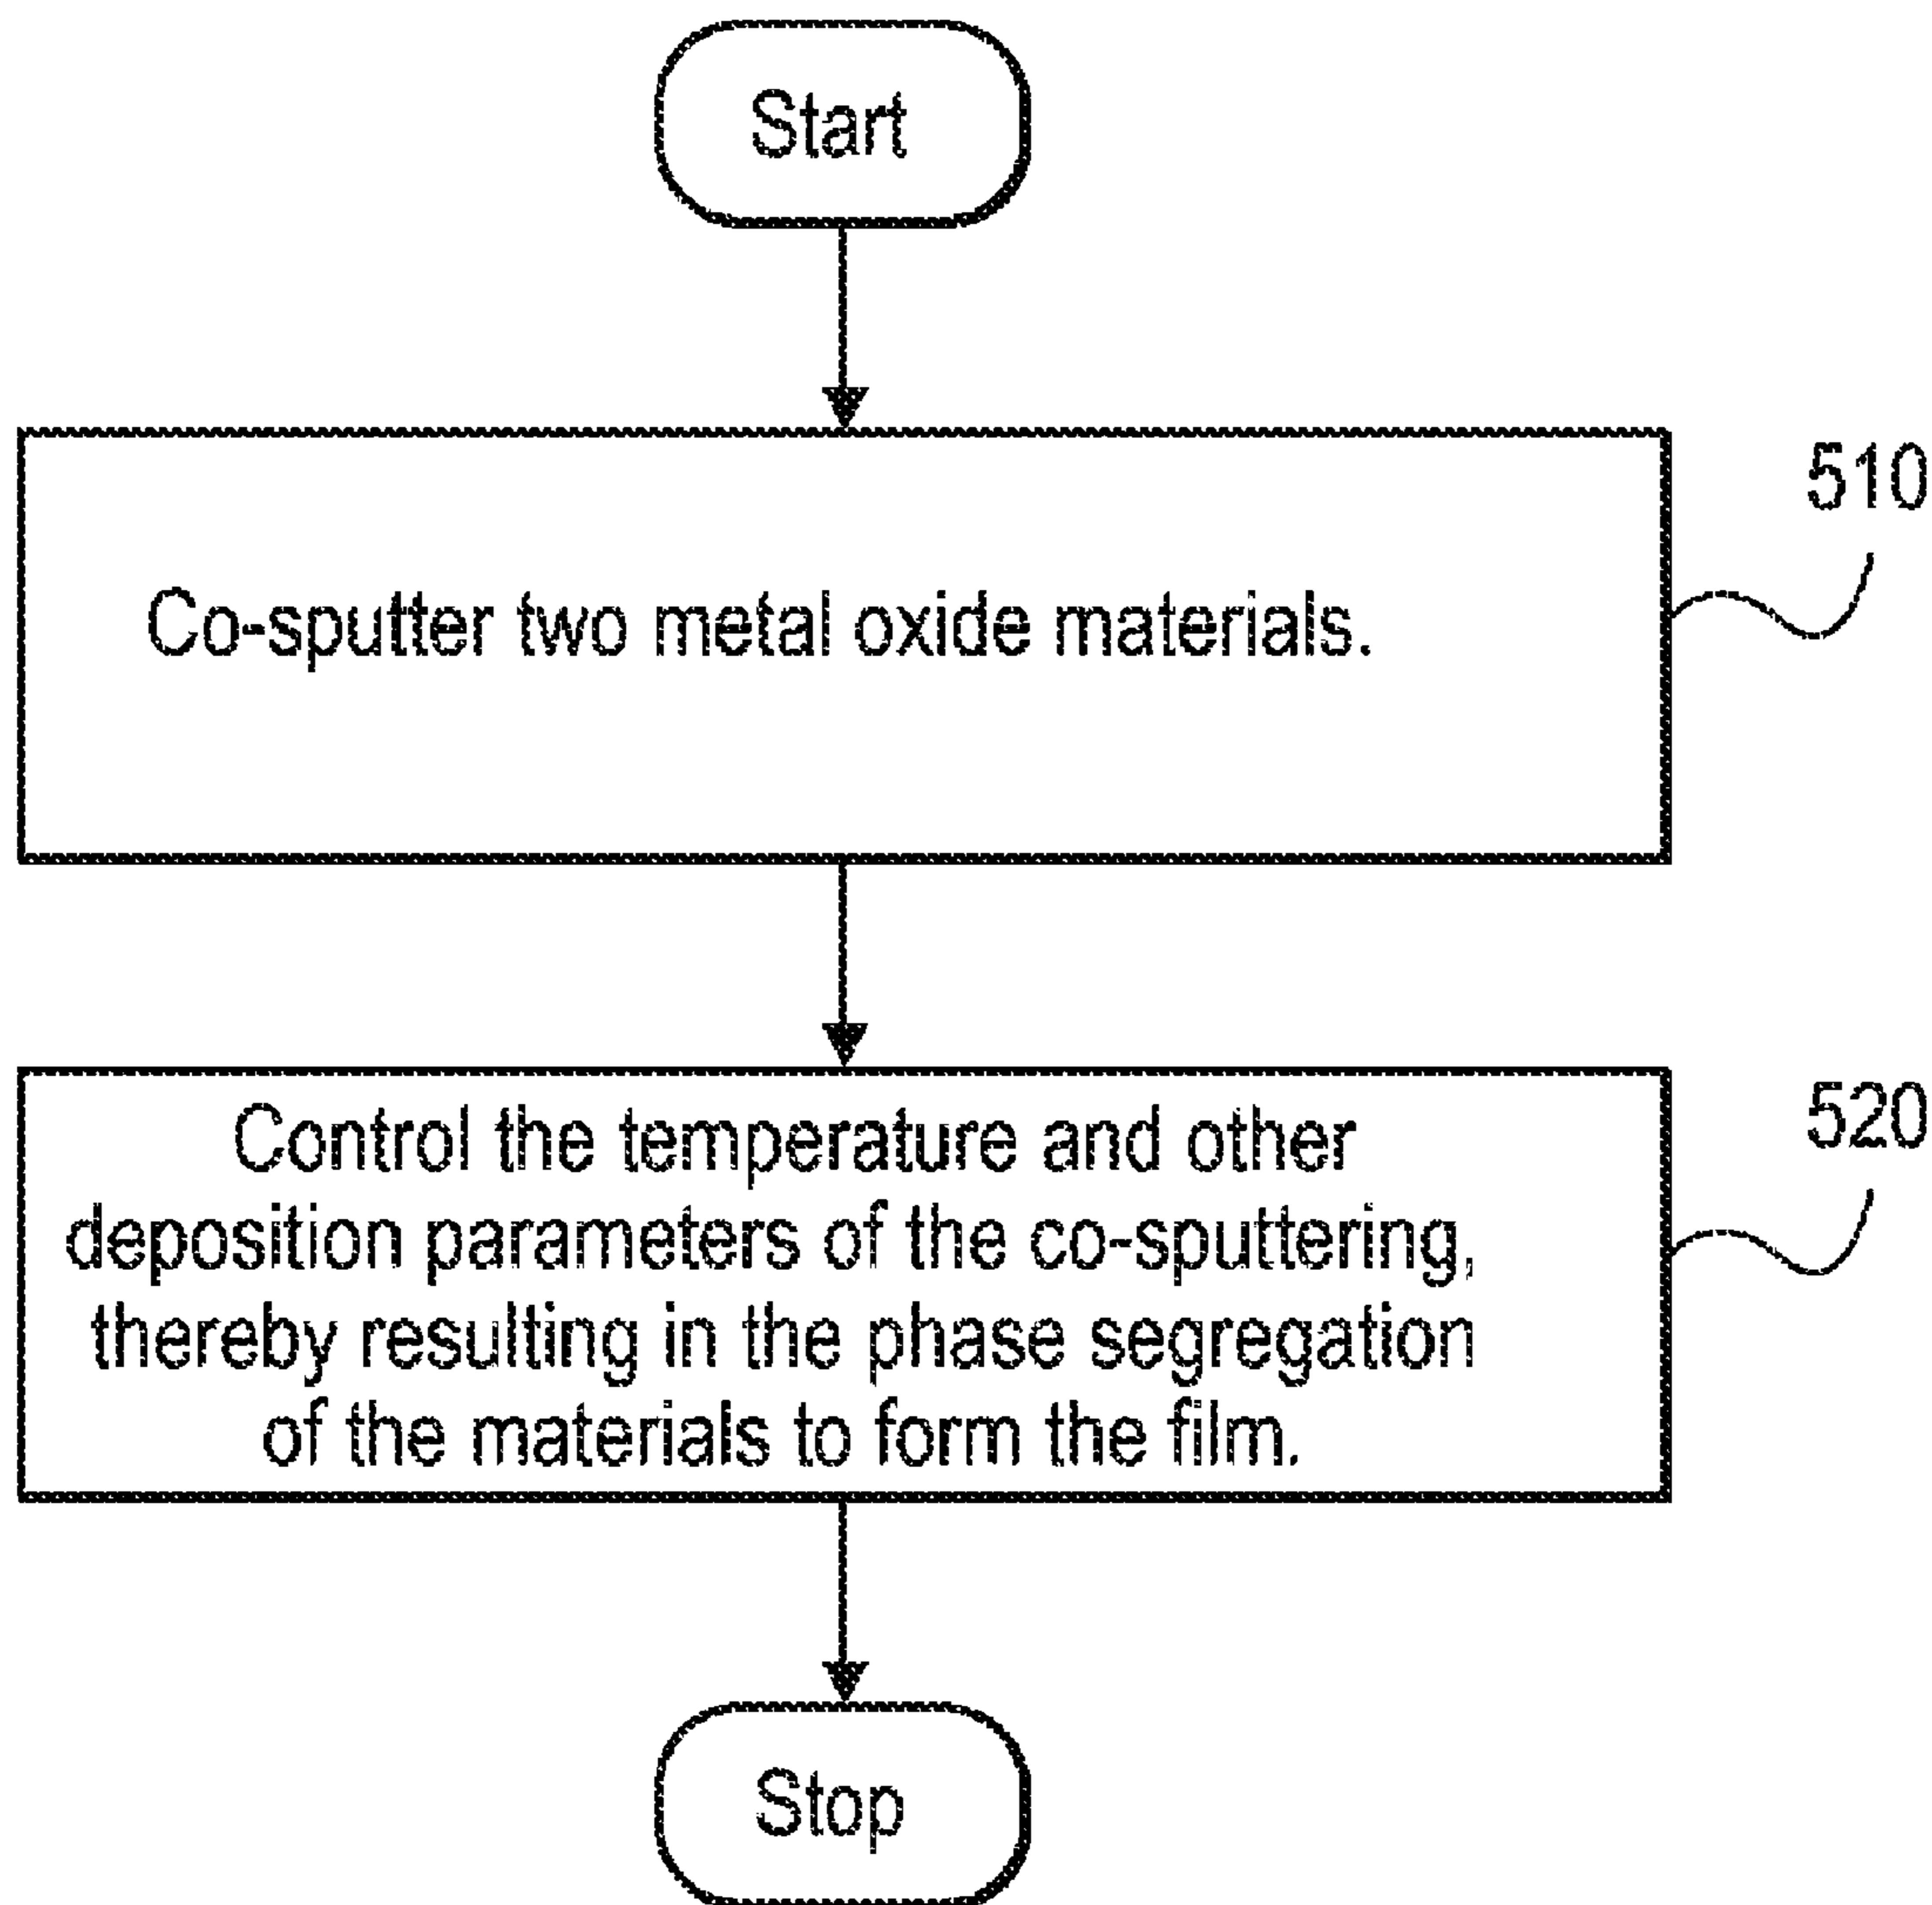 Start
510
Co-sputter two metal oxide materials.
520
Control the temperature and other
deposition parameters of the co-sputtering,
thereby resulting in the phase segregation
of the materials to form the film.
Stop